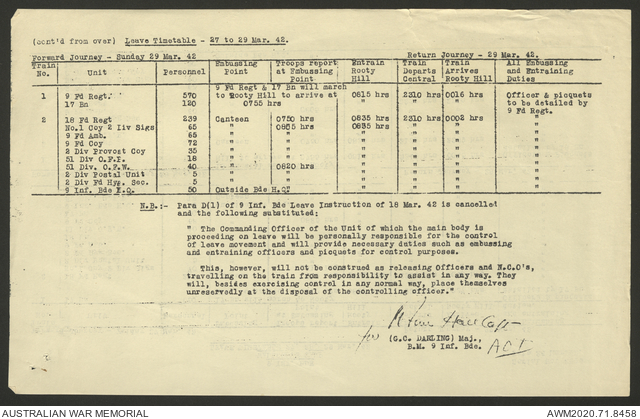 (cont'd from over) Leave Timetable - 27 to 29 Mar. 42.
Forward Journey - Sunday 29 Mar. 42 Return Journey - 29 Mar. 42.
Train No. Unit Personnel Embussing Point Troops report at Embussing Point Entrain Rooty Hill Train Departs Central Train Arrives Rooty Hill All Embussing and Entraining Duties
1 9 Fd Regt. 570 9 Fd Regt & 17 Bn will march 0615 hrs 2310 hrs 0016 hrs Officer & picquets
17 Bn 120 to Rooty Hill to arrive at 0755 hrs " " " to be detailed by 9 Fd Regt.
2 18 Fd Regt 239 Canteen 0750 hrs 0835 hrs 2310 hrs 0002 hrs
No.1 Coy 2 Div Sigs 65 " 0805 hrs 0835 hrs " "
9 Fd Amb. 65 " " " " "
9 Fd Coy 72 " " " " "
2 Div Provost Coy 35 " " " " "
51 Div O.F.P. 18 " " " " "
51 Div. O.F.W. 40 " 0820 hrs " " "
2 Div Postal Unit 5 " " " " "
2 Div Fd Hyg. Sec. 5 " " " " "
9 Inf. Bde H.Q. 50 Outside Bde H.Q. " " " "
N.B.:- Para D(1) of 9 Inf. Bde Leave Instruction of 18 Mar. 42 is cancelled
and the following substituted:
" The Commanding Officer of the Unit of which the main body is
proceeding on leave will be personally responsible for the control
of leave movement and will provide necessary duties such as embussing
and entraining officers and picquets for control purposes.
This, however, will not be construed as releasing Officers and N.C.O's,
travelling on the train from responsibility to assist in any way. They
will, besides exercising control in any normal way, place themselves
unreservedly at the disposal of the controlling officer."
for (G.C. DARLING) Maj.,
B.M. 9 Inf. Bde.
AUSTRALIAN WAR MEMORIAL AWM2020.71.8458